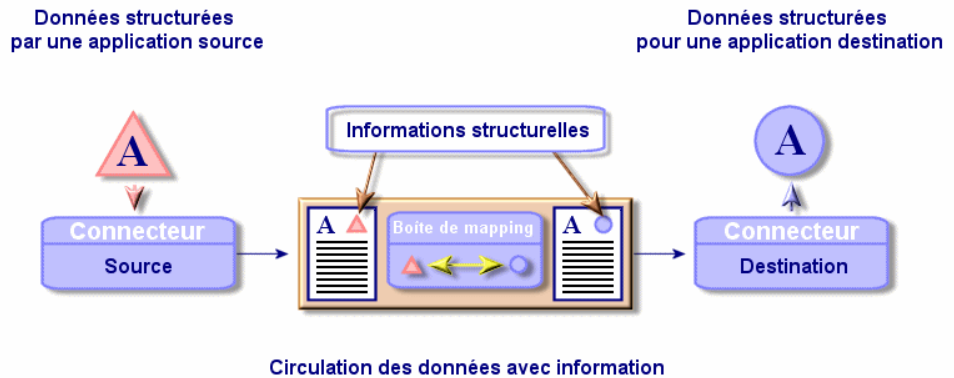 Données structurées
par une application source
Données structurées
pour une application destination
A
Informations structurelles
A
Connecteur
Source
A
Boîte de mapping
A
Connecteur
Destination
Circulation des données avec information